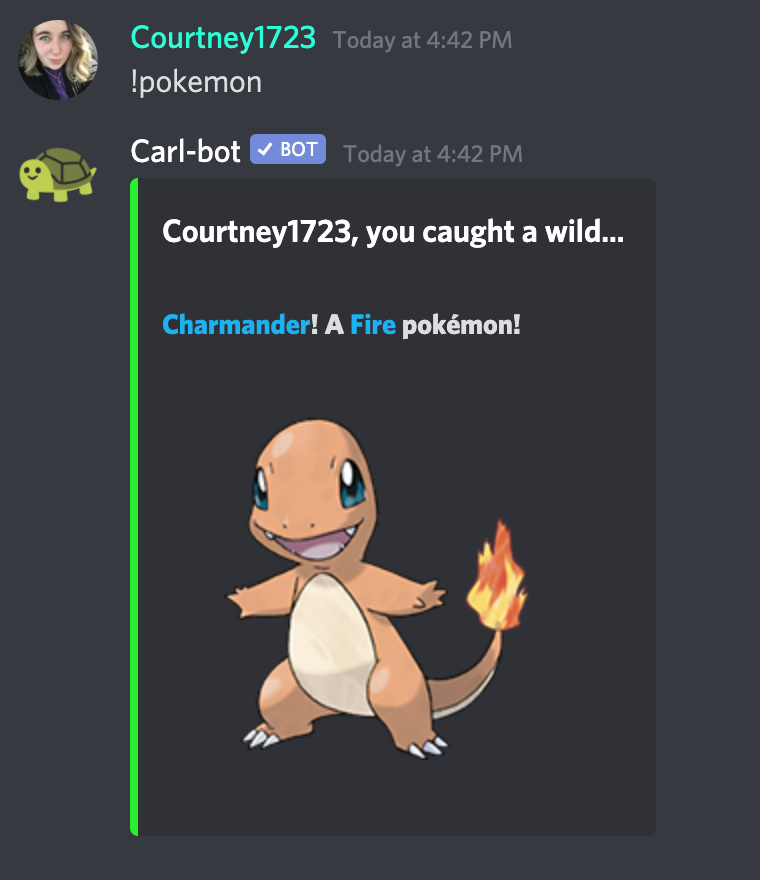 Courtney1723 Today at 4:42 PM
!pokemon
Carl-bot ✓ BOT Today at 4:42 PM
Courtney1723, you caught a wild...
Charmander! A Fire pokémon!